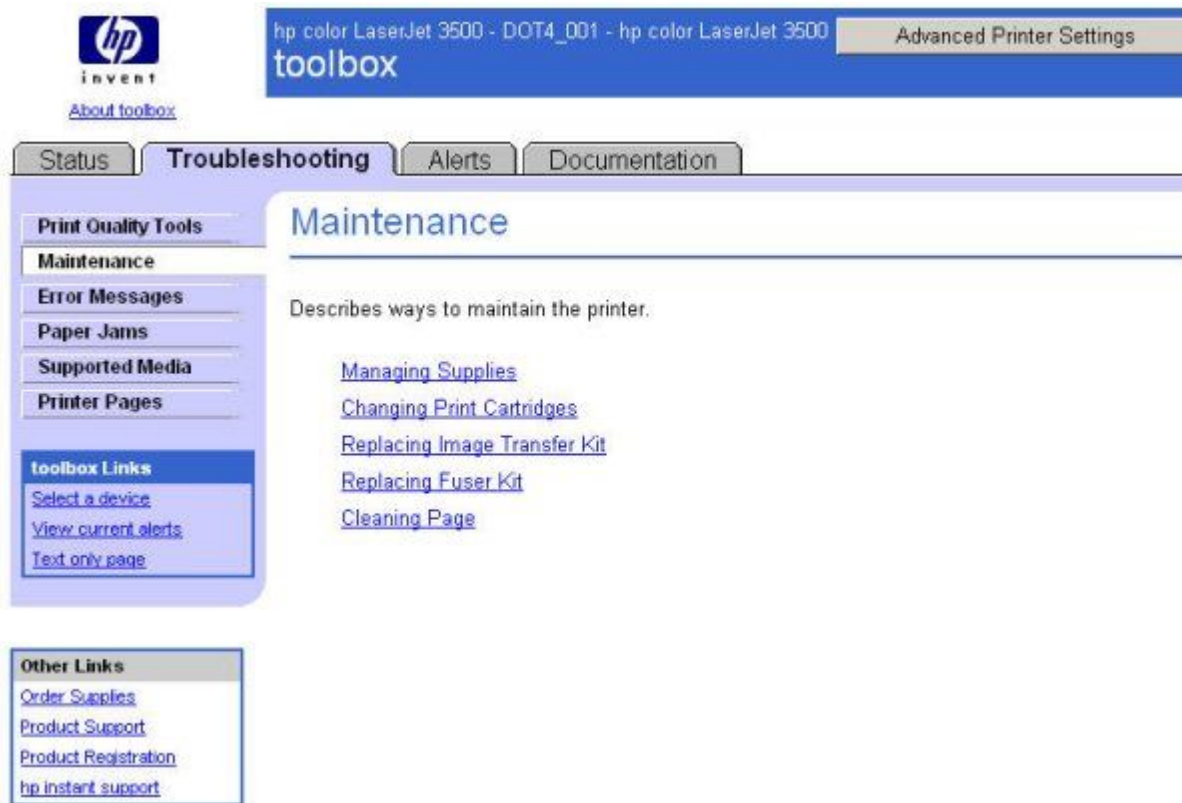 hp
invent
About toolbox
hp color LaserJet 3500 - DOT4_001 - hp color LaserJet 3500
toolbox
Advanced Printer Settings
Status
Troubleshooting
Alerts
Documentation
Print Quality Tools
Maintenance
Error Messages
Paper Jams
Supported Media
Printer Pages
toolbox Links
Select a device
View current alerts
Text only page
Other Links
Order Supplies
Product Support
Product Registration
hp instant support
Maintenance
Describes ways to maintain the printer.
Managing Supplies
Changing Print Cartridges
Replacing Image Transfer Kit
Replacing Fuser Kit
Cleaning Page